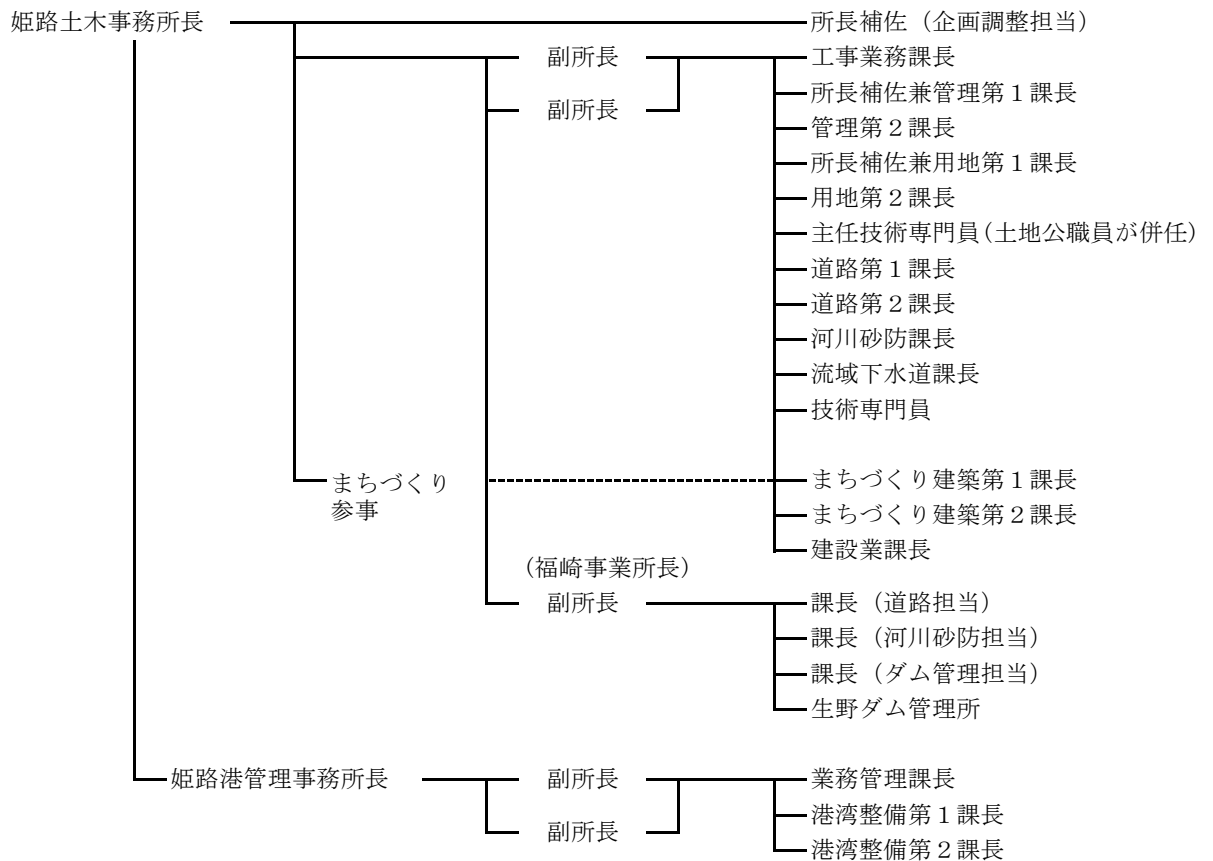 姫路土木事務所長
所長補佐（企画調整担当）
副所長
工事業務課長
所長補佐兼管理第１課長
副所長
管理第２課長
所長補佐兼用地第１課長
用地第２課長
主任技術専門員(土地公職員が併任)
道路第１課長
道路第２課長
河川砂防課長
流域下水道課長
技術専門員
まちづくり
参事
まちづくり建築第１課長
まちづくり建築第２課長
建設業課長
（福崎事業所長）
副所長
課長（道路担当）
課長（河川砂防担当）
課長（ダム管理担当）
生野ダム管理所
姫路港管理事務所長
副所長
業務管理課長
港湾整備第１課長
副所長
港湾整備第２課長